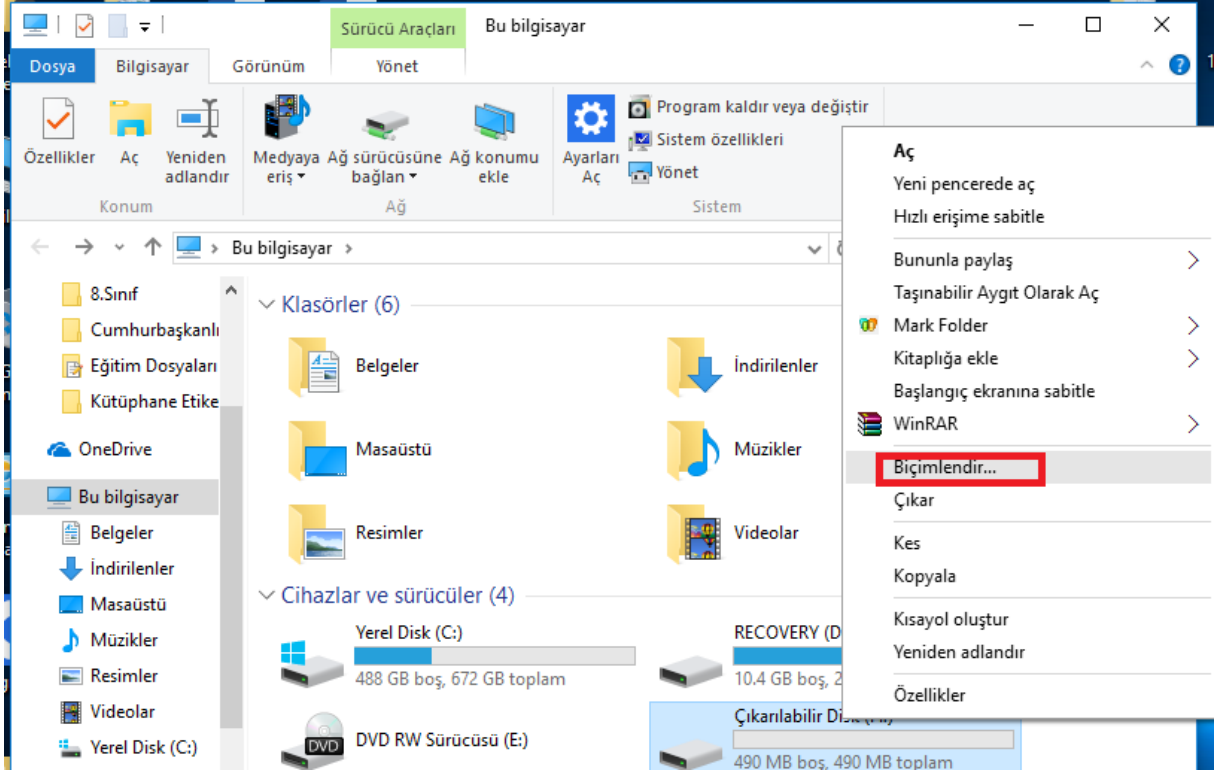 Sürücü Araçları
Bu bilgisayar
Dosya
Bilgisayar
Görünüm
Yönet
Özellikler
Aç
Yeniden
adlandır
Konum
Medyaya
eriş
Ağ sürücüsüne
bağlan
Ağ konumu
ekle
Ağ
Ayarları
Aç
Program kaldır veya değiştir
Sistem özellikleri
Yönet
Sistem
Bu bilgisayar
8.Sınıf
Cumhurbaşkanlı
Eğitim Dosyaları
Kütüphane Etike
OneDrive
Bu bilgisayar
Belgeler
İndirilenler
Masaüstü
Müzikler
Resimler
Videolar
Yerel Disk (C:)
Klasörler (6)
Belgeler
İndirilenler
Masaüstü
Müzikler
Resimler
Videolar
Cihazlar ve sürücüler (4)
Yerel Disk (C:)
488 GB boş, 672 GB toplam
RECOVERY (D
10.4 GB boş, 2
DVD RW Sürücüsü (E:)
DVD
Çıkarılabilir
490 MB boş, 490 MB toplam
Aç
Yeni pencerede aç
Hızlı erişime sabitle
Bununla paylaş
Taşınabilir Aygıt Olarak Aç
Mark Folder
Kitaplığa ekle
Başlangıç ekranına sabitle
WinRAR
Biçimlendir...
Çıkar
Kes
Kopyala
Kısayol oluştur
Yeniden adlandır
Özellikler